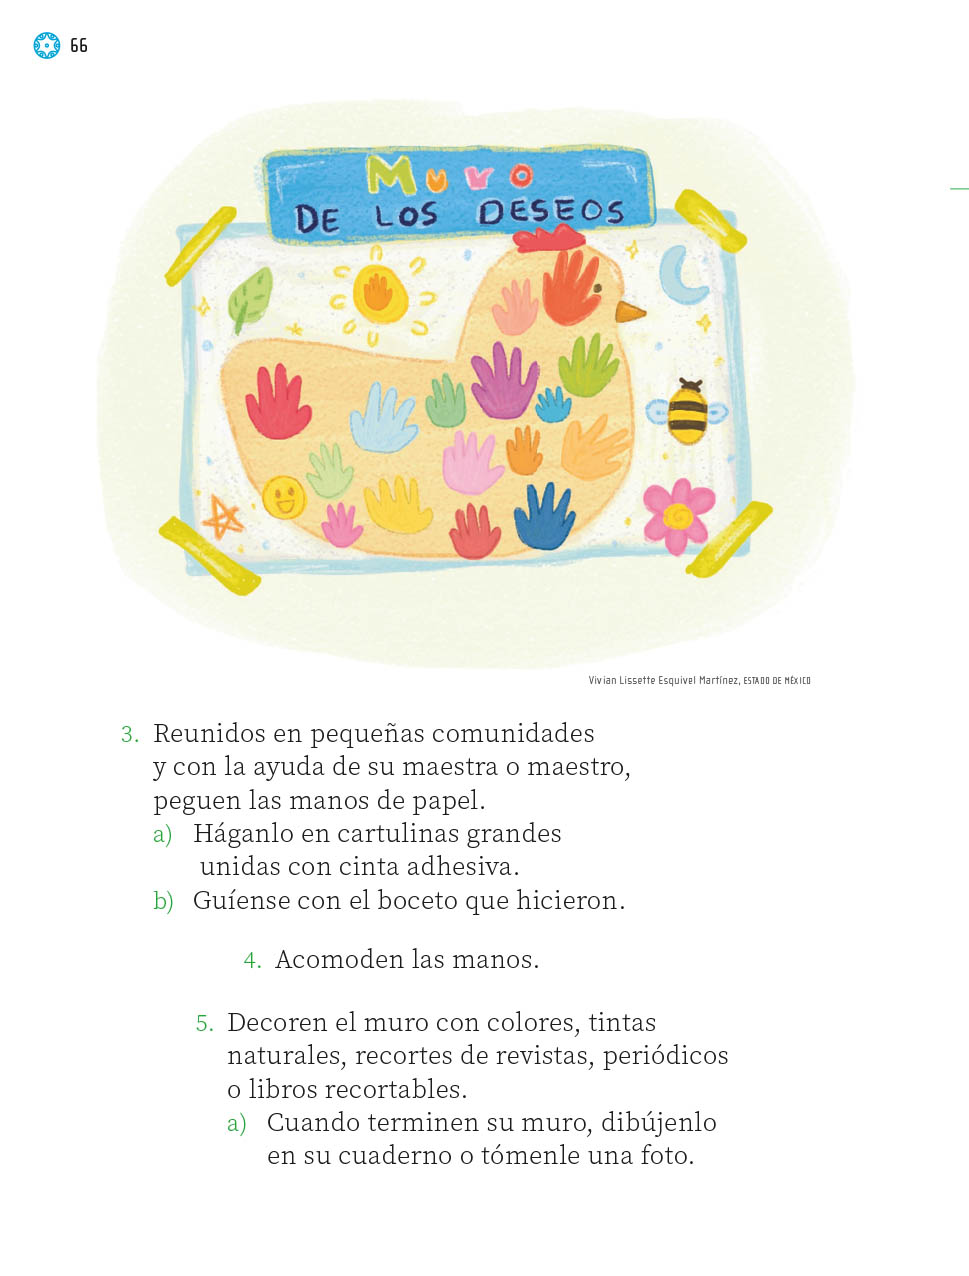 66
Muro
DE LOS DESEOS
Vivian Lissette Esquivel Martínez, ESTADO DE MÉXICO
3. Reunidos en pequeñas comunidades
y con la ayuda de su maestra o maestro,
peguen las manos de papel.
a) Háganlo en cartulinas grandes
unidas con cinta adhesiva.
b) Guíense con el boceto que hicieron.
4. Acomoden las manos.
5. Decoren el muro con colores, tintas
naturales, recortes de revistas, periódicos
o libros recortables.
a) Cuando terminen su muro, dibújenlo
en su cuaderno o tómenle una foto.